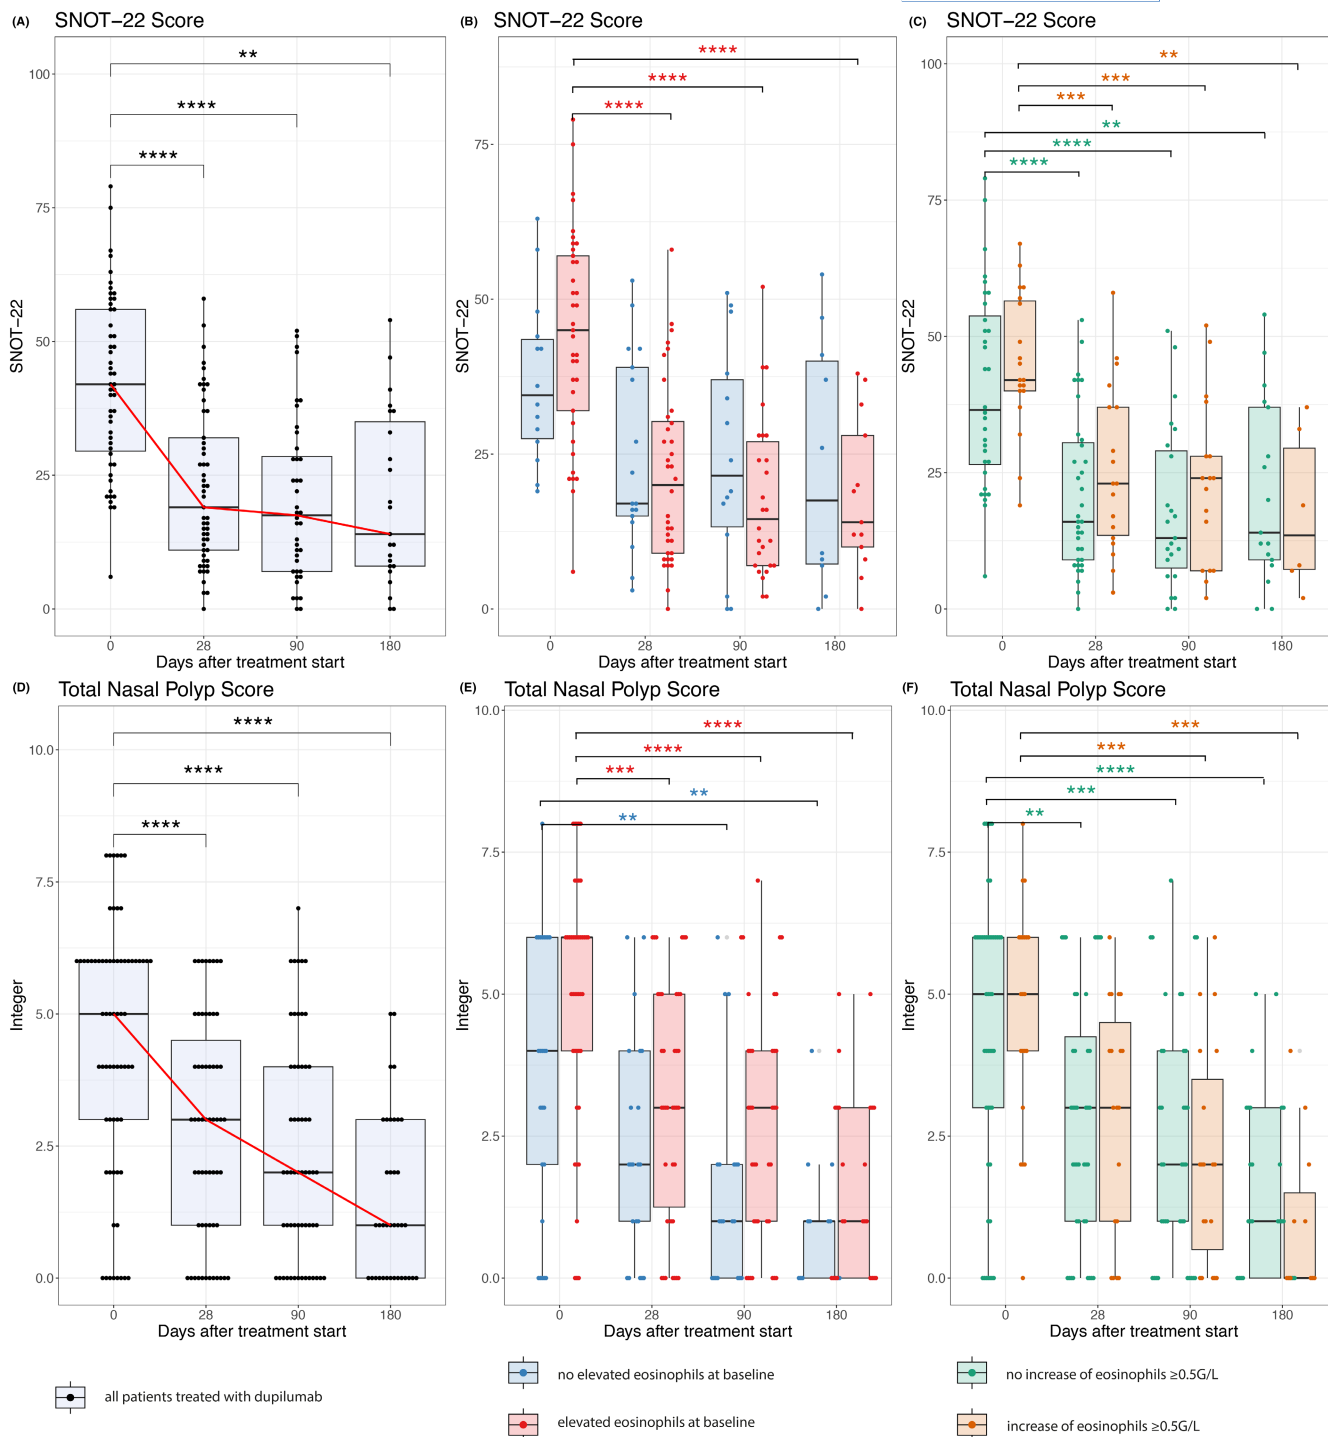 (A) SNOT−22 Score
(B) SNOT−22 Score
(C) SNOT−22 Score
**
****
****
100
75
50
25
0
SNOT−22
0 28 90 180
Days after treatment start
****
****
****
75
50
25
0
SNOT−22
0 28 90 180
Days after treatment start
**
***
***
**
****
****
100
75
50
25
0
SNOT−22
0 28 90 180
Days after treatment start
(D) Total Nasal Polyp Score
(E) Total Nasal Polyp Score
(F) Total Nasal Polyp Score
****
****
****
10.0
7.5
5.0
2.5
0.0
Integer
0 28 90 180
Days after treatment start
****
****
***
**
**
10.0
7.5
5.0
2.5
0.0
Integer
0 28 90 180
Days after treatment start
***
***
****
***
**
10.0
7.5
5.0
2.5
0.0
Integer
0 28 90 180
Days after treatment start
all patients treated with dupilumab
no elevated eosinophils at baseline
elevated eosinophils at baseline
no increase of eosinophils ≥0.5G/L
increase of eosinophils ≥0.5G/L